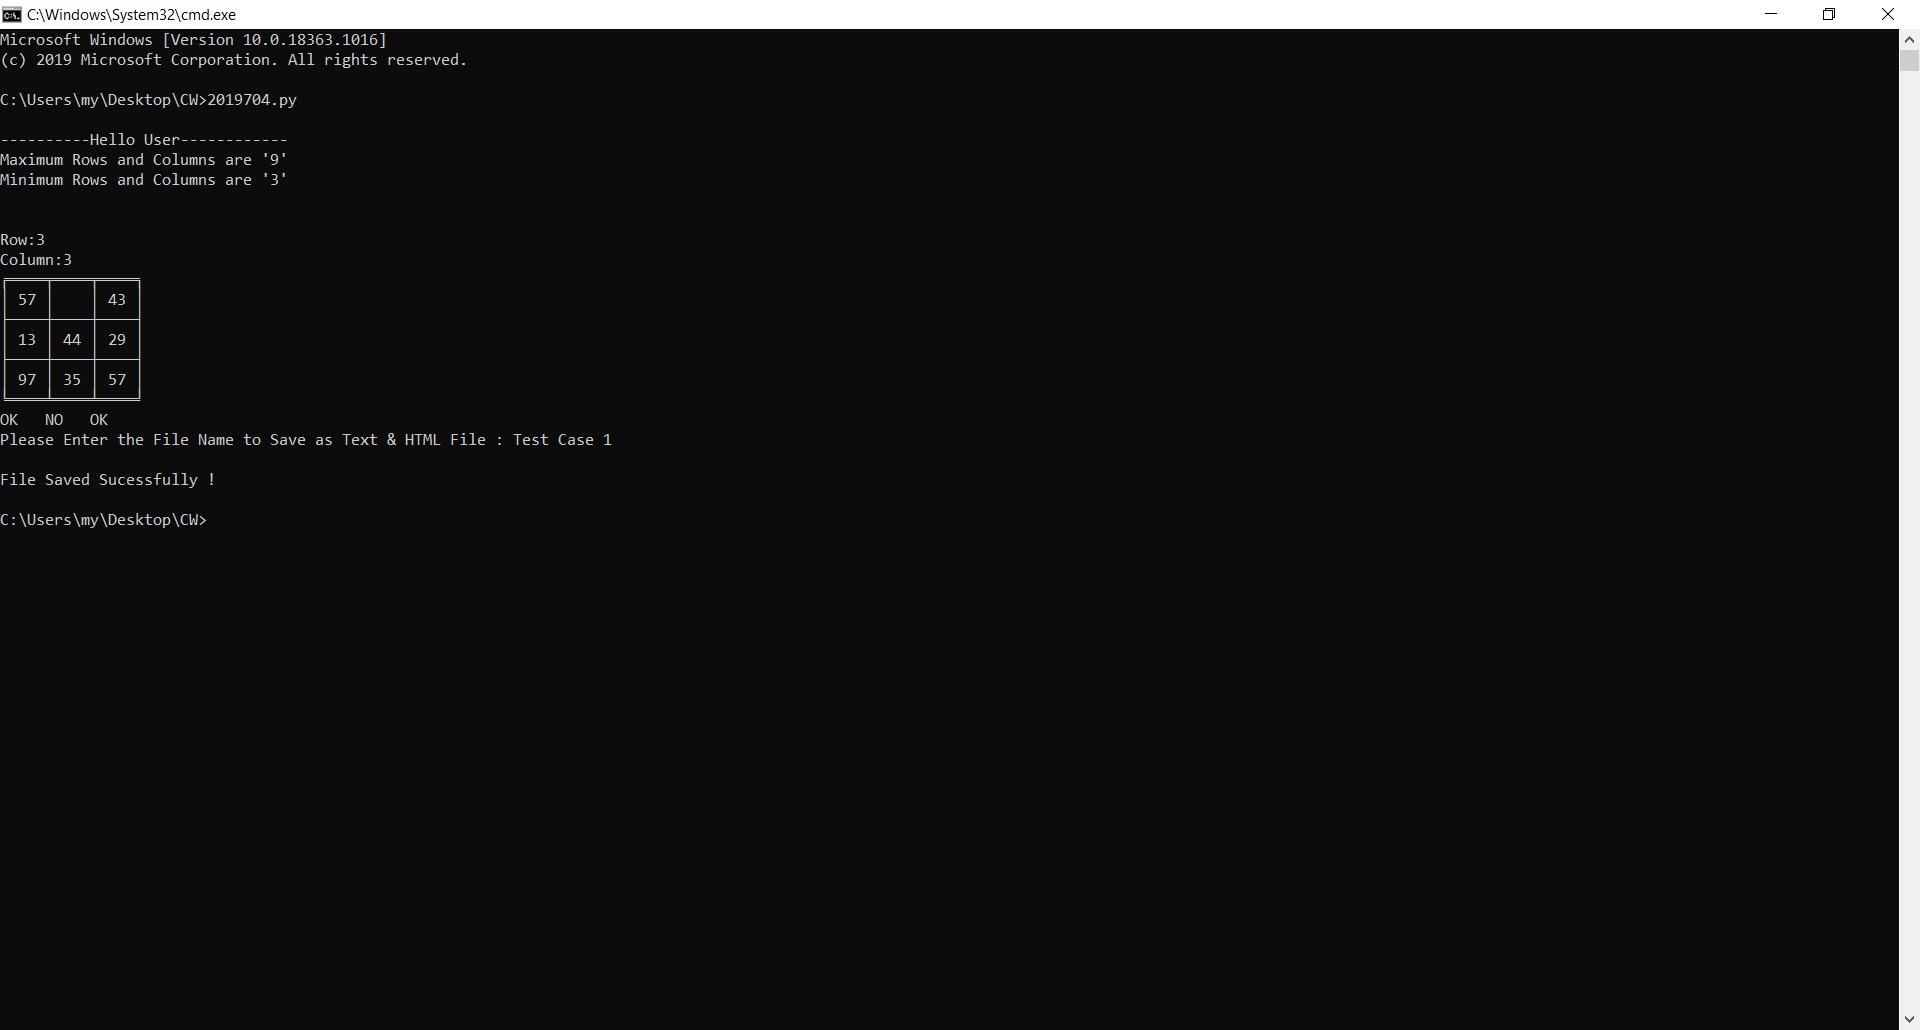 C:\Windows\System32\cmd.exe
Microsoft Windows [Version 10.0.18363.1016]
(c) 2019 Microsoft Corporation. All rights reserved.
C:\Users\my\Desktop\CW>2019704.py
----------Hello User------------
Maximum Rows and Columns are '9'
Minimum Rows and Columns are '3'
Row:3
Column:3
57 43
13 44 29
97 35 57
OK NO OK
Please Enter the File Name to Save as Text & HTML File : Test Case 1
File Saved Sucessfully !
C:\Users\my\Desktop\CW>